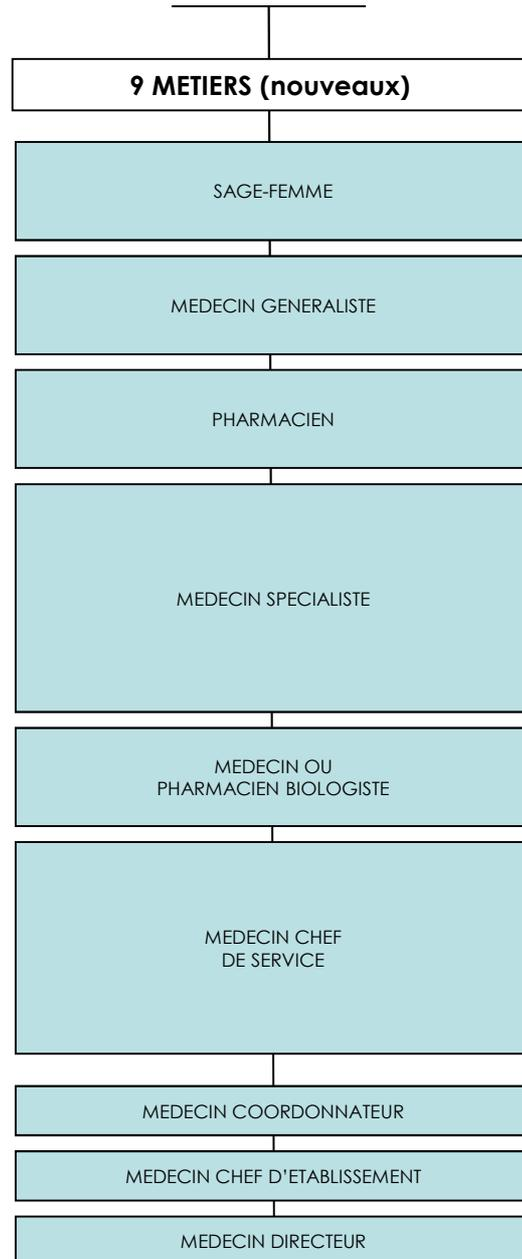 9 METIERS (nouveaux)
SAGE-FEMME
MEDECIN GENERALISTE
PHARMACIEN
MEDECIN SPECIALISTE
MEDECIN OU
PHARMACIEN BIOLOGISTE
MEDECIN CHEF
DE SERVICE
MEDECIN COORDONNATEUR
MEDECIN CHEF D'ETABLISSEMENT
MEDECIN DIRECTEUR